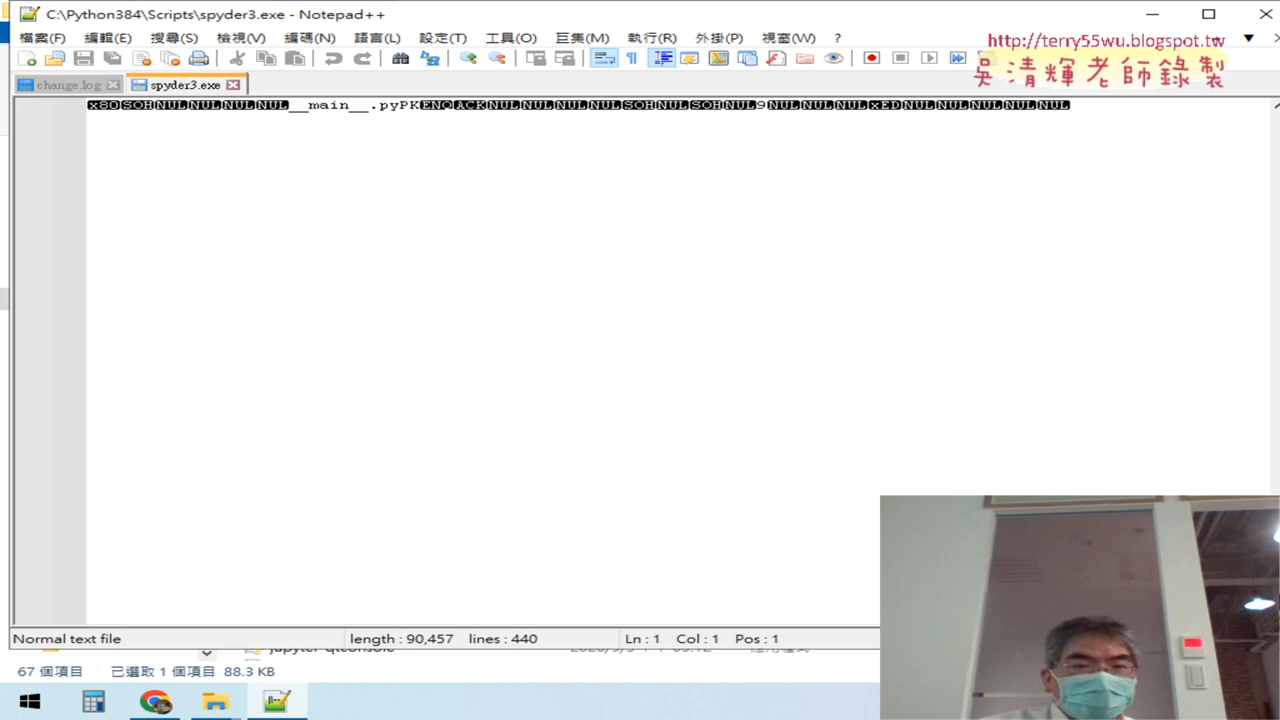 C:\Python384\Scripts\spyder3.exe - Notepad++
檔案(F) 編輯(E) 搜尋(S) 檢視(V) 編碼(N) 語言(L) 設定(T) 工具(O) 巨集(M) 執行(R) 外掛(P) 視窗(W) ?
http://terry55wu.blogspot.tw
吳清輝老師錄製
change.log spyder3.exe
x80SOHNULNULNULNUL__main__.pyPKENQACKNULNULNULNULSOHNULSOHNUL9NULNULNULxEDNULNULNULNULNUL
Normal text file length : 90,457 lines : 440 Ln : 1 Col : 1 Pos : 1
jupyter-qtconsole
67 個項目 已選取 1 個項目 88.3 KB